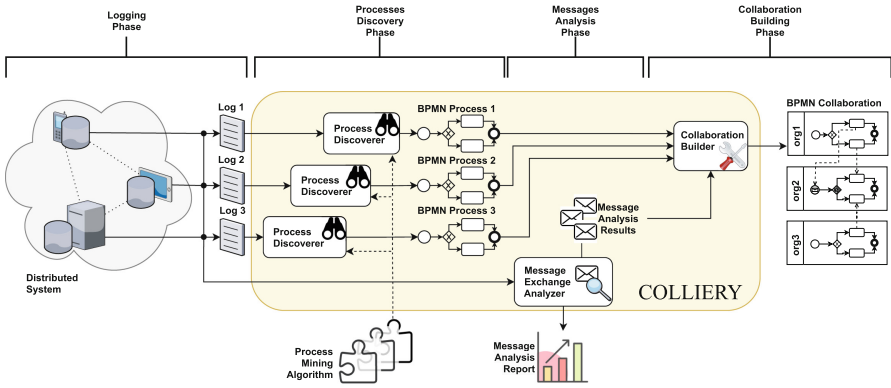 Logging
Phase
Processes
Discovery
Phase
Messages
Analysis
Phase
Collaboration
Building
Phase
Log 1
Log 2
Log 3
Distributed
System
Process
Discoverer
Process
Discoverer
Process
Discoverer
BPMN Process 1
BPMN Process 2
BPMN Process 3
Message
Analysis
Results
Message
Exchange
Analyzer
Collaboration
Builder
COLLIERY
BPMN Collaboration
org1
org2
org3
Process
Mining
Algorithm
Message
Analysis
Report